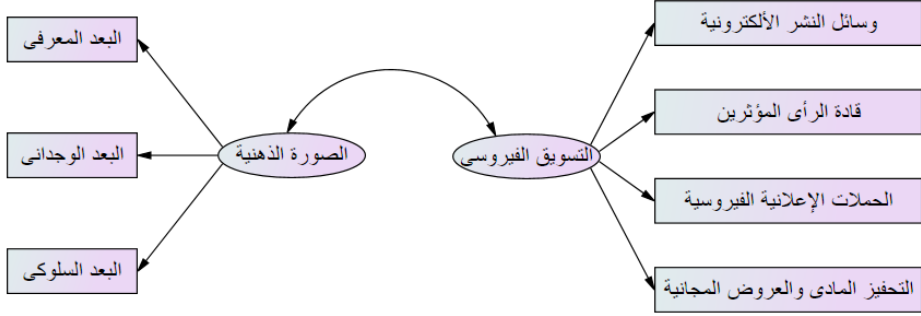 وسائل النشر الألكترونية
قادة الرأى المؤثرين
الحملات الإعلانية الفيروسية
التحفيز المادى والعروض المجانية
التسويق الفيروسى
الصورة الذهنية
البعد المعرفى
البعد الوجدانى
البعد السلوكى